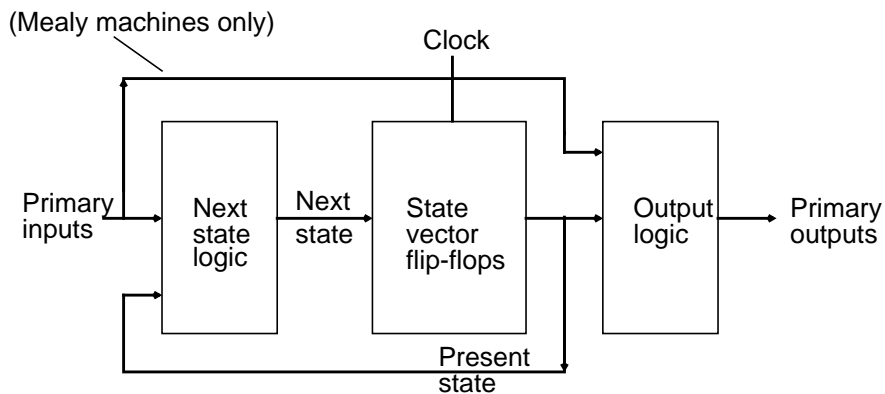 (Mealy machines only)
Clock
Primary
inputs
Next
state
logic
Next
state
State
vector
flip-flops
Output
logic
Primary
outputs
Present
state